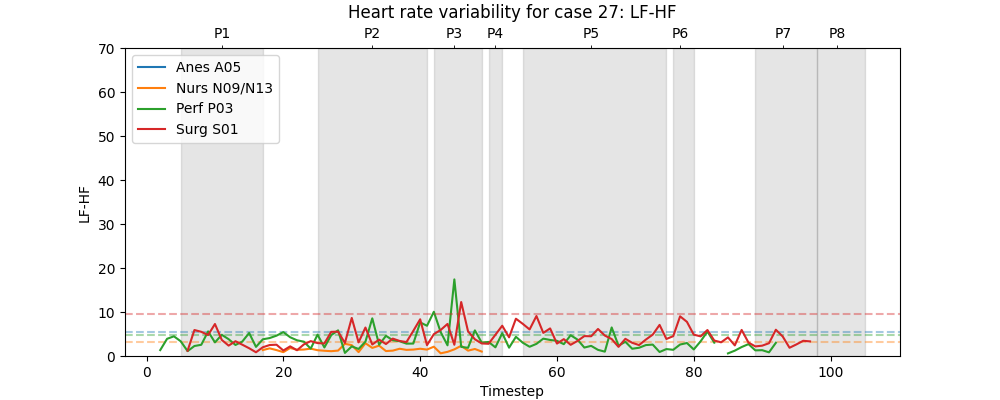 Heart rate variability for case 27: LF-HF
P1 P2 P3 P4 P5 P6 P7 P8
70
60
50
40
30
20
10
0
LF-HF
Anes A05
Nurs N09/N13
Perf P03
Surg S01
0 20 40 60 80 100
Timestep